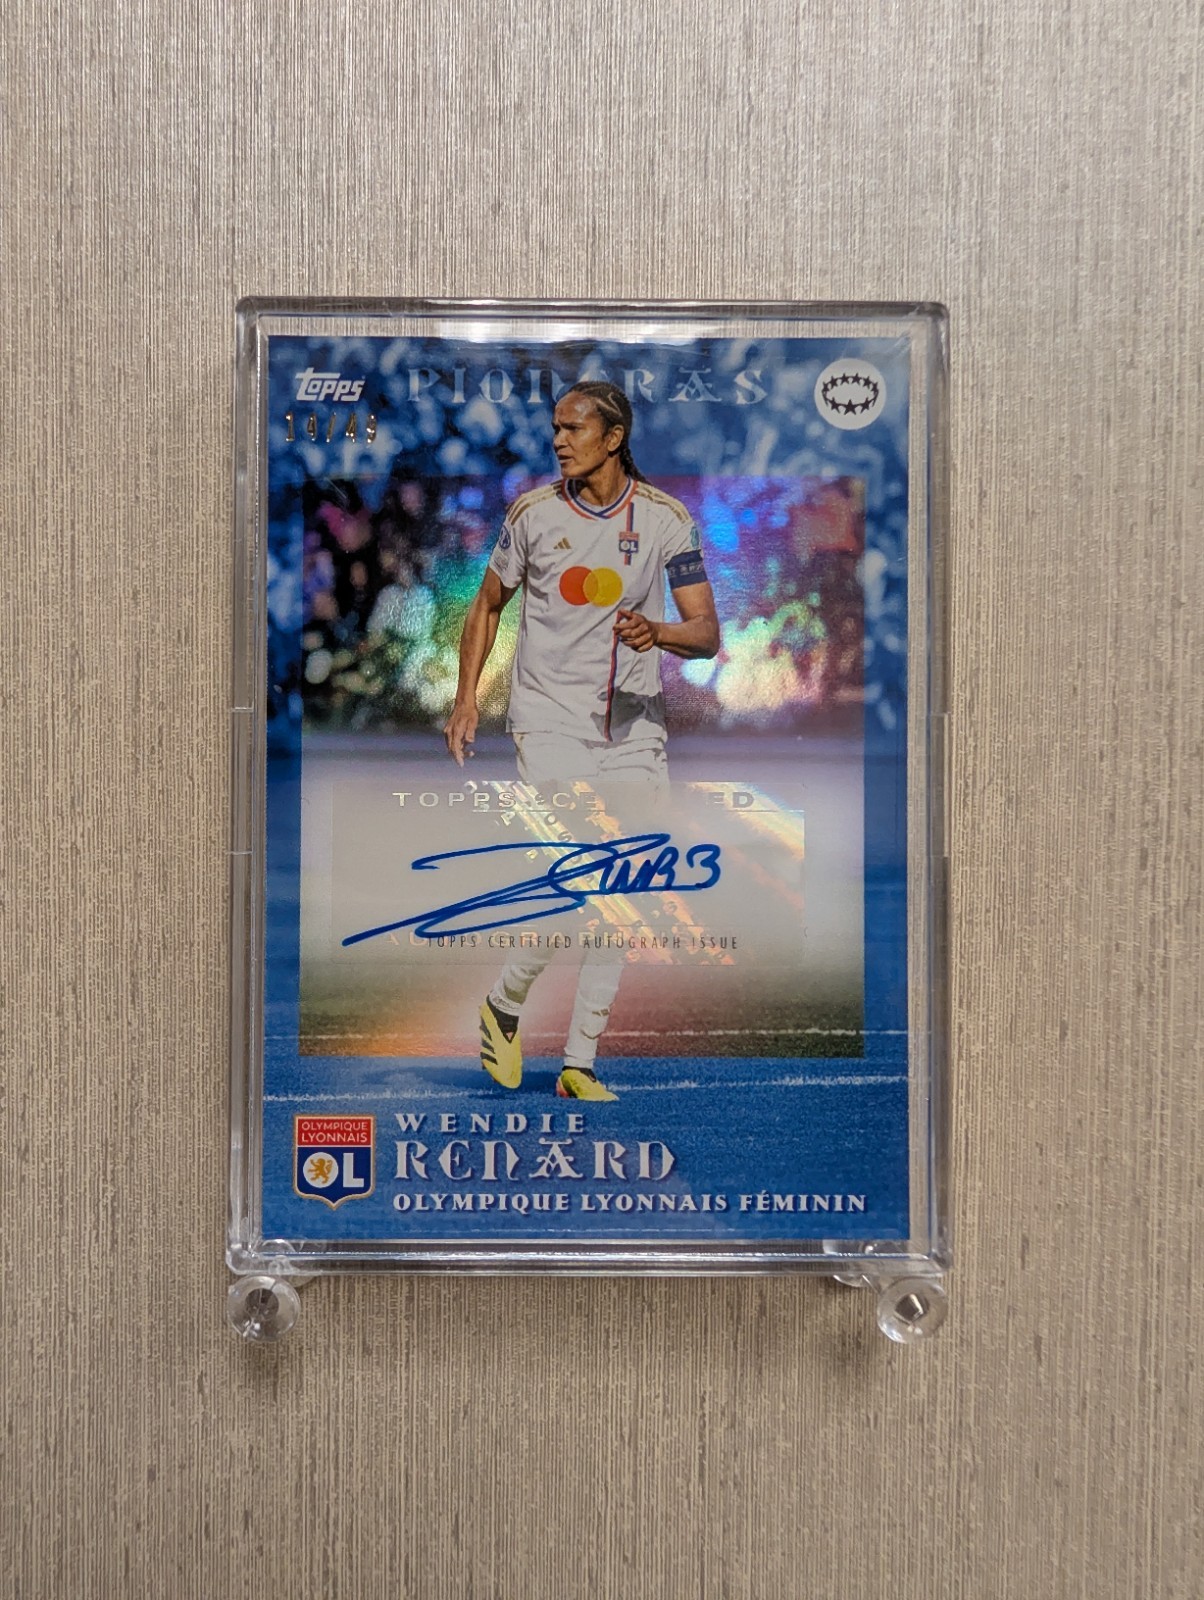 topps
PIONERAS
14/49
OL
TOPPS CERTIFIED
TOPPS CERTIFIED AUTOGRAPH ISSUE
OLYMPIQUE
LYONNAIS
OL
WENDIE
RENARD
OLYMPIQUE LYONNAIS FÉMININ